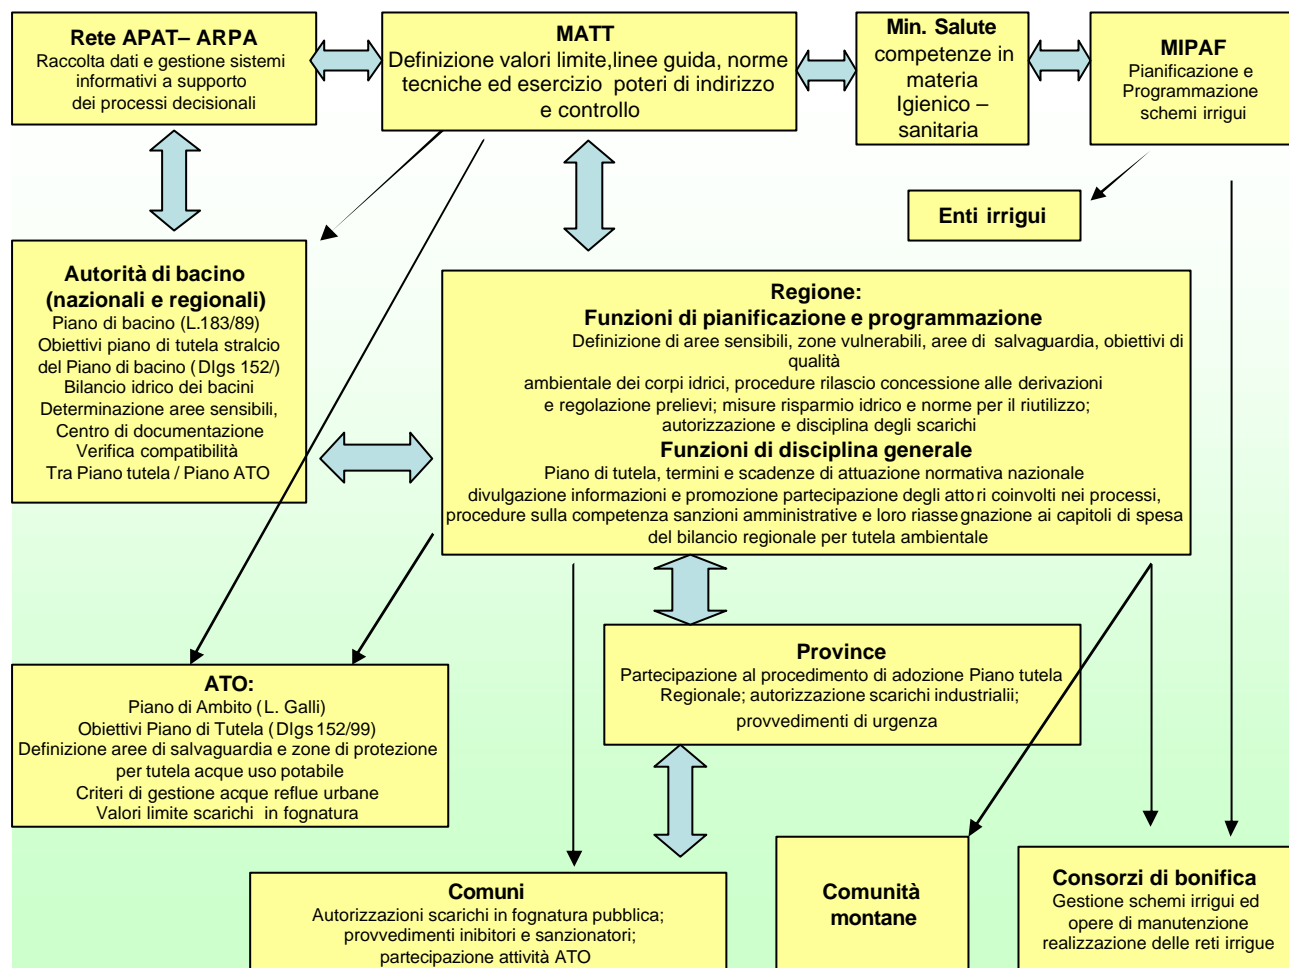 Rete APAT– ARPA
Raccolta dati e gestione sistemi
informativi a supporto
dei processi decisionali
MATT
Definizione valori limite,linee guida, norme
tecniche ed esercizio poteri di indirizzo
e controllo
Min. Salute
competenze in
materia
Igienico –
sanitaria
MIPAF
Pianificazione e
Programmazione
schemi irrigui
Enti irrigui
Autorità di bacino
(nazionali e regionali)
Piano di bacino (L.183/89)
Obiettivi piano di tutela stralcio
del Piano di bacino (Dlgs 152/)
Bilancio idrico dei bacini
Determinazione aree sensibili,
Centro di documentazione
Verifica compatibilità
Tra Piano tutela / Piano ATO
Regione:
Funzioni di pianificazione e programmazione
Definizione di aree sensibili, zone vulnerabili, aree di salvaguardia, obiettivi di
qualità
ambientale dei corpi idrici, procedure rilascio concessione alle derivazioni
e regolazione prelievi; misure risparmio idrico e norme per il riutilizzo;
autorizzazione e disciplina degli scarichi
Funzioni di disciplina generale
Piano di tutela, termini e scadenze di attuazione normativa nazionale
divulgazione informazioni e promozione partecipazione degli attori coinvolti nei processi,
procedure sulla competenza sanzioni amministrative e loro riassegnazione ai capitoli di spesa
del bilancio regionale per tutela ambientale
Province
Partecipazione al procedimento di adozione Piano tutela
Regionale; autorizzazione scarichi industrialii;
provvedimenti di urgenza
ATO:
Piano di Ambito (L. Galli)
Obiettivi Piano di Tutela (Dlgs 152/99)
Definizione aree di salvaguardia e zone di protezione
per tutela acque uso potabile
Criteri di gestione acque reflue urbane
Valori limite scarichi in fognatura
Comuni
Autorizzazioni scarichi in fognatura pubblica;
provvedimenti inibitori e sanzionatori;
partecipazione attività ATO
Comunità
montane
Consorzi di bonifica
Gestione schemi irrigui ed
opere di manutenzione
realizzazione delle reti irrigue